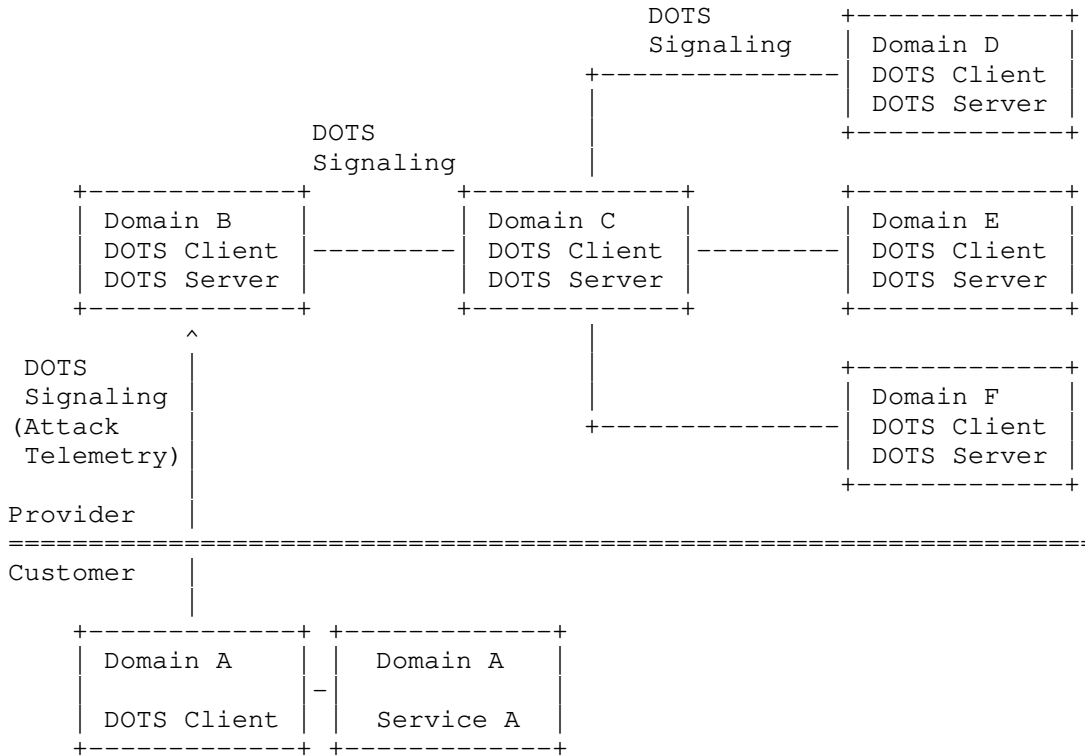 DOTS
Signaling
Domain D
DOTS Client
DOTS Server
DOTS
Signaling
Domain B
DOTS Client
DOTS Server
Domain C
DOTS Client
DOTS Server
Domain E
DOTS Client
DOTS Server
DOTS
Signaling
(Attack
Telemetry)
Domain F
DOTS Client
DOTS Server
Provider
Customer
Domain A
DOTS Client
Domain A
Service A